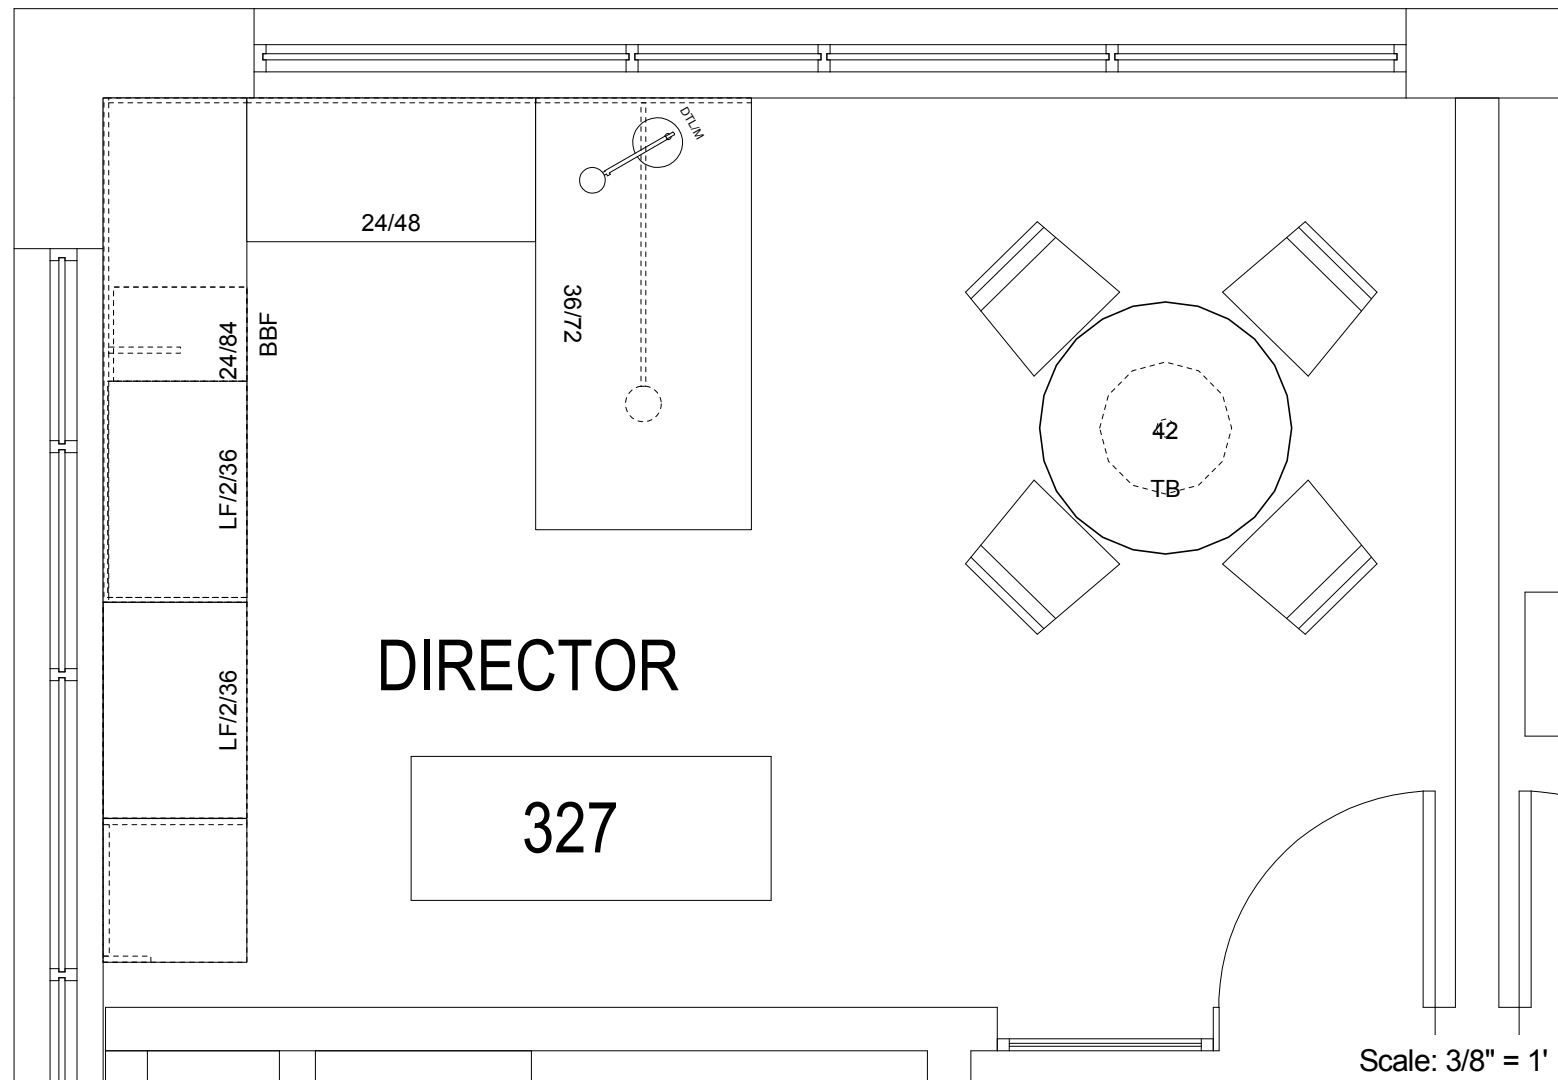 DTL/M
24/48
36/72
24/84
BBF
42
TB
LF/2/36
DIRECTOR
LF/2/36
327
Scale: 3/8" = 1'